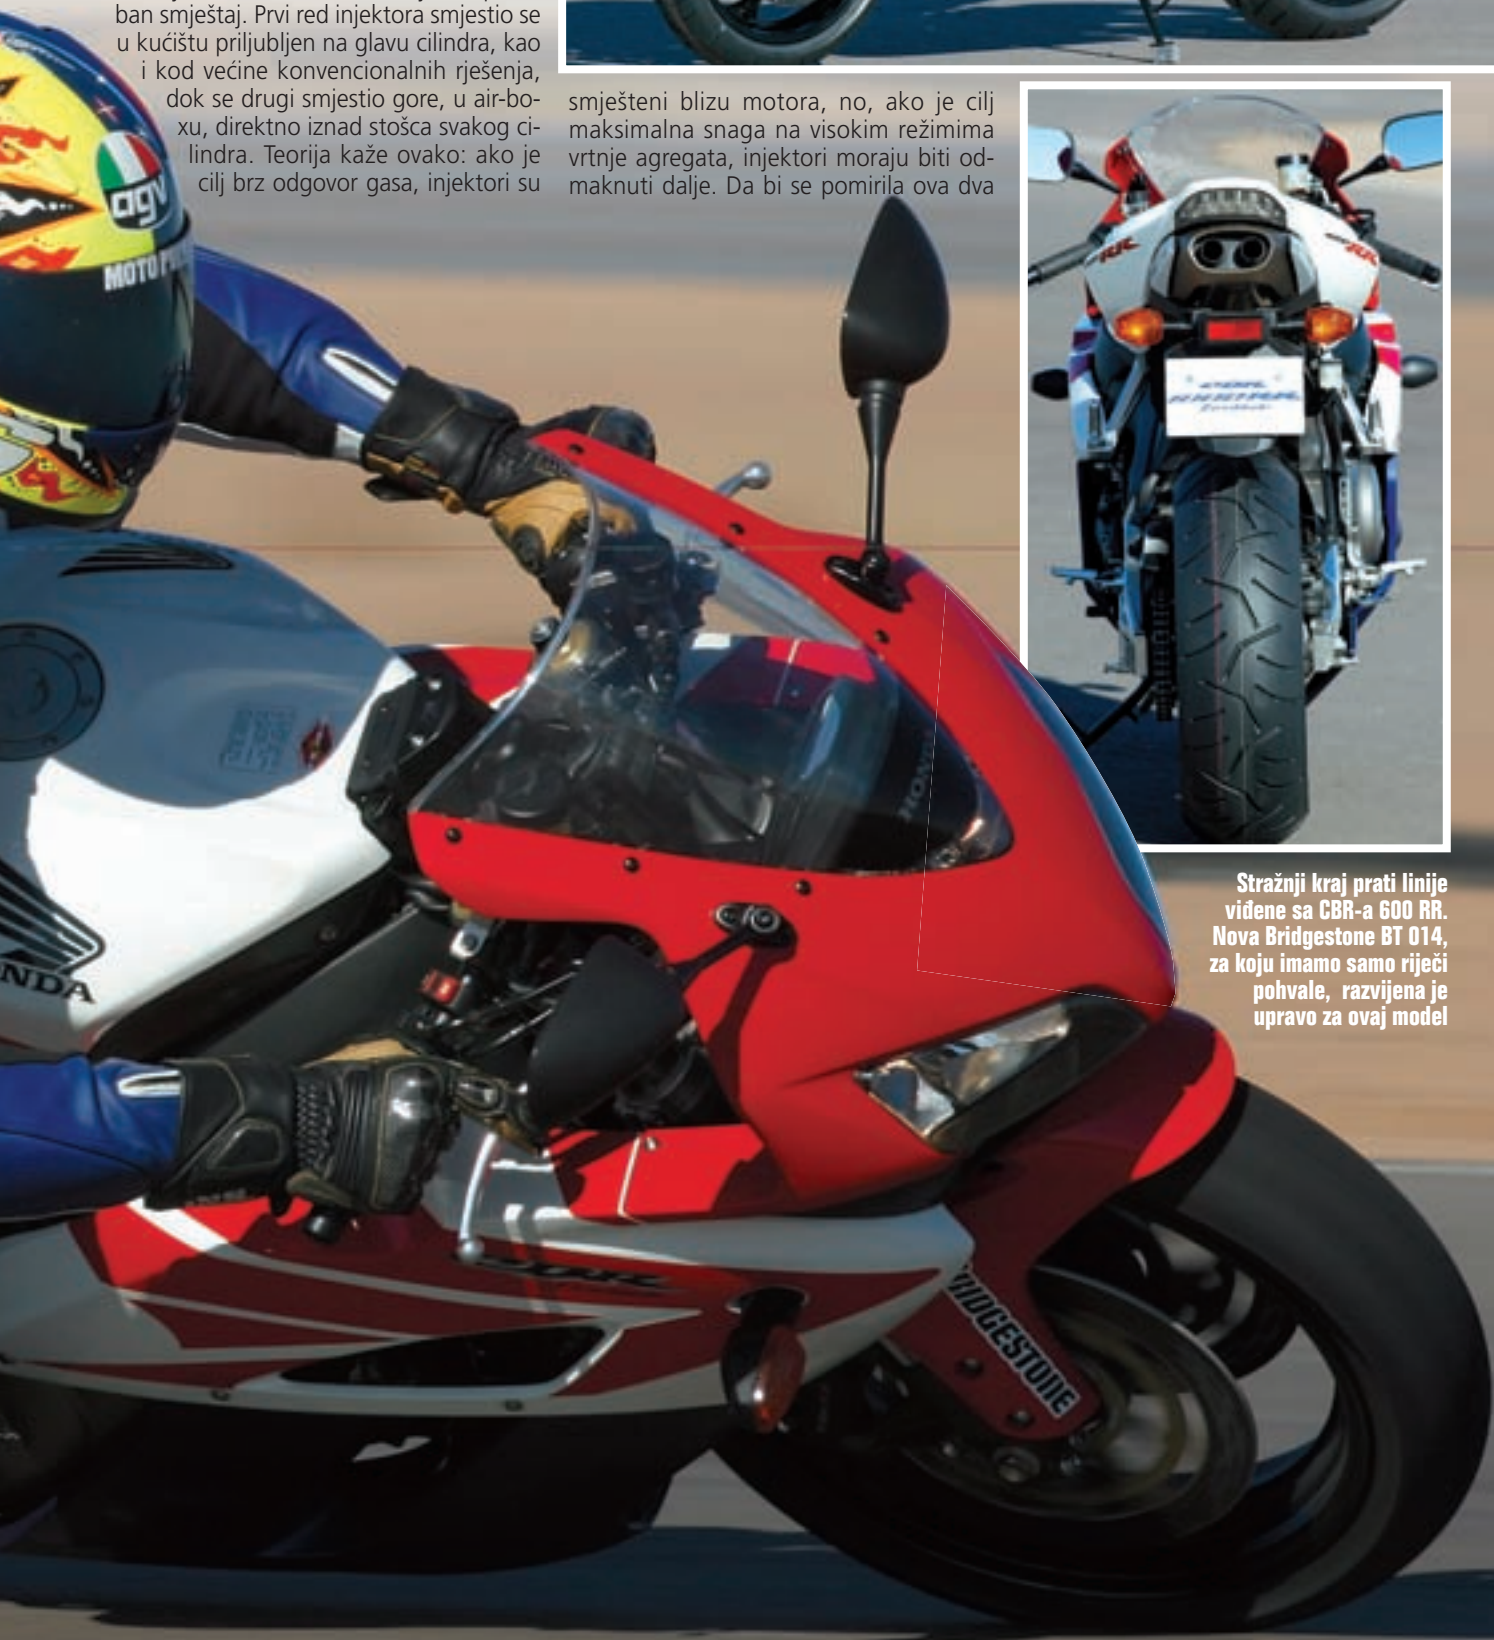 ban smještaj. Prvi red injektora smjestio se
u kućištu priljubljen na glavu cilindra, kao
i kod većine konvencionalnih rješenja,
dok se drugi smjestio gore, u air-bo-
xu, direktno iznad stošca svakog ci-
lindra. Teorija kaže ovako: ako je
cilj brz odgovor gasa, injektori su
smješteni blizu motora, no, ako je cilj
maksimalna snaga na visokim režimima
vrtnje agregata, injektori moraju biti od-
maknuti dalje. Da bi se pomirila ova dva
agv
MOTO
RR
RR
HONDA
NDA
RIDGESTONE
Stražnji kraj prati linije
viđene sa CBR-a 600 RR.
Nova Bridgestone BT 014,
za koju imamo samo riječi
pohvale, razvijena je
upravo za ovaj model